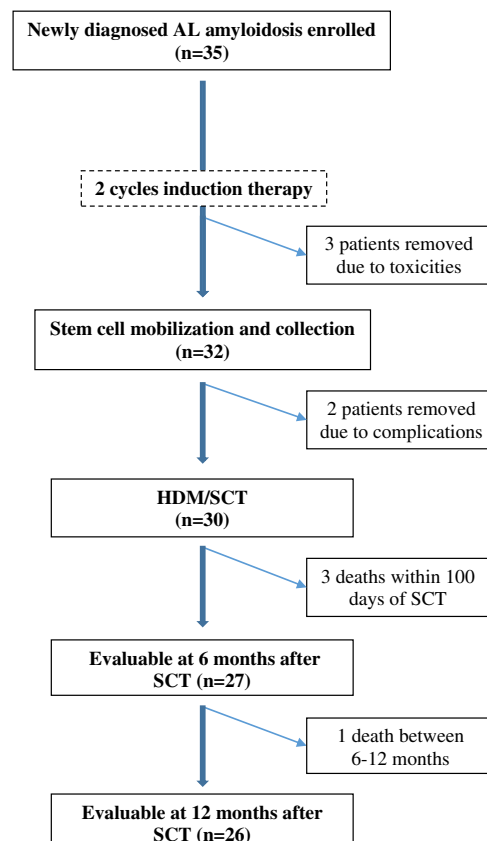 Newly diagnosed AL amyloidosis enrolled
(n=35)
2 cycles induction therapy
3 patients removed
due to toxicities
Stem cell mobilization and collection
(n=32)
2 patients removed
due to complications
HDM/SCT
(n=30)
3 deaths within 100
days of SCT
Evaluable at 6 months after
SCT (n=27)
1 death between
6-12 months
Evaluable at 12 months after
SCT (n=26)